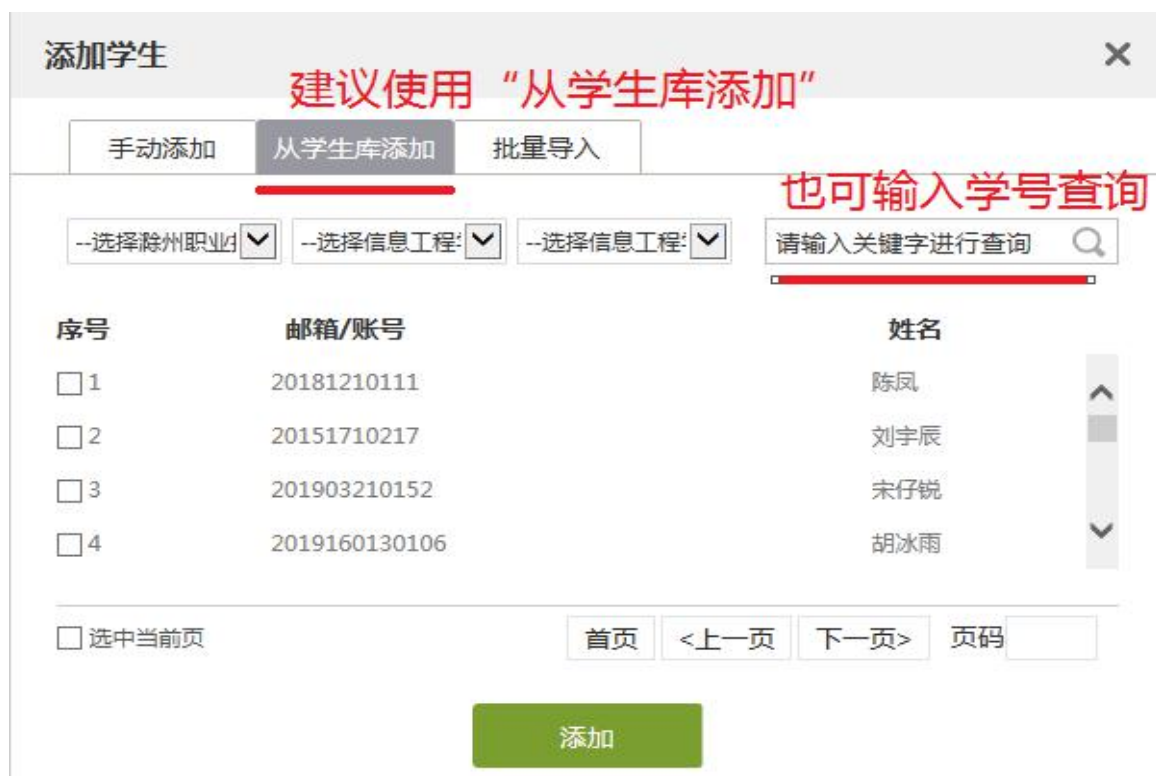 添加学生
建议使用“从学生库添加”
手动添加 从学生库添加 批量导入
也可输入学号查询
--选择滁州职业 --选择信息工程 --选择信息工程 请输入关键字进行查询
序号 邮箱/账号 姓名
1 20181210111 陈凤
2 20151710217 刘宇辰
3 201903210152 宋仔锐
4 2019160130106 胡冰雨
选中当前页 首页 <上一页 下一页> 页码
添加